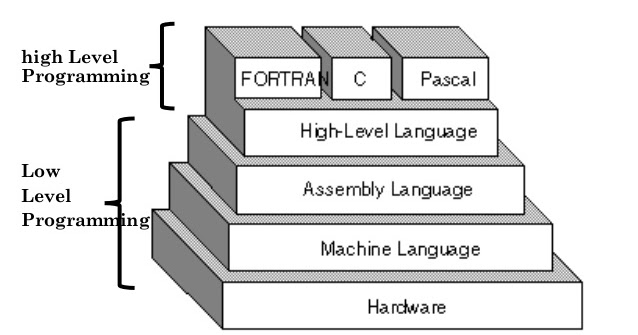 high Level
Programming
FORTRAN C Pascal
High-Level Language
Low
Level
Programming
Assembly Language
Machine Language
Hardware